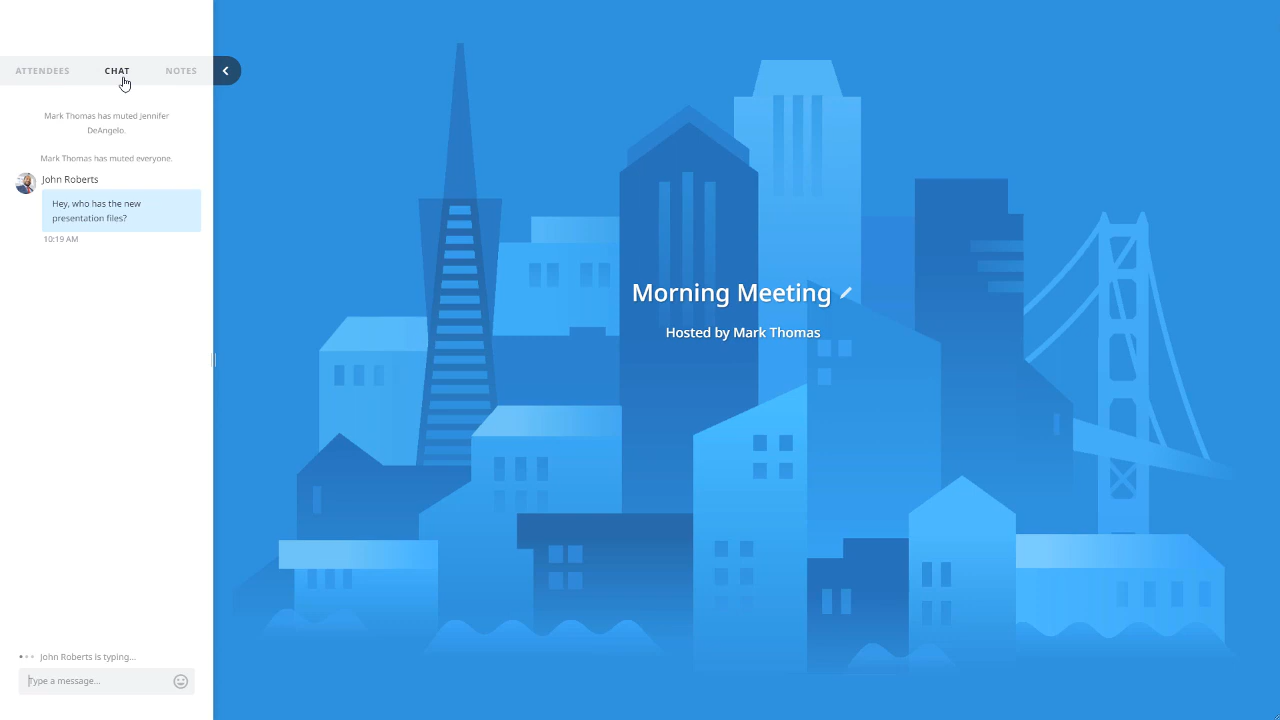 ATTENDEES CHAT NOTES
Mark Thomas has muted Jennifer
DeAngelo.
Mark Thomas has muted everyone.
John Roberts
Hey, who has the new
presentation files?
10:19 AM
Morning Meeting
Hosted by Mark Thomas
John Roberts is typing...
Type a message...